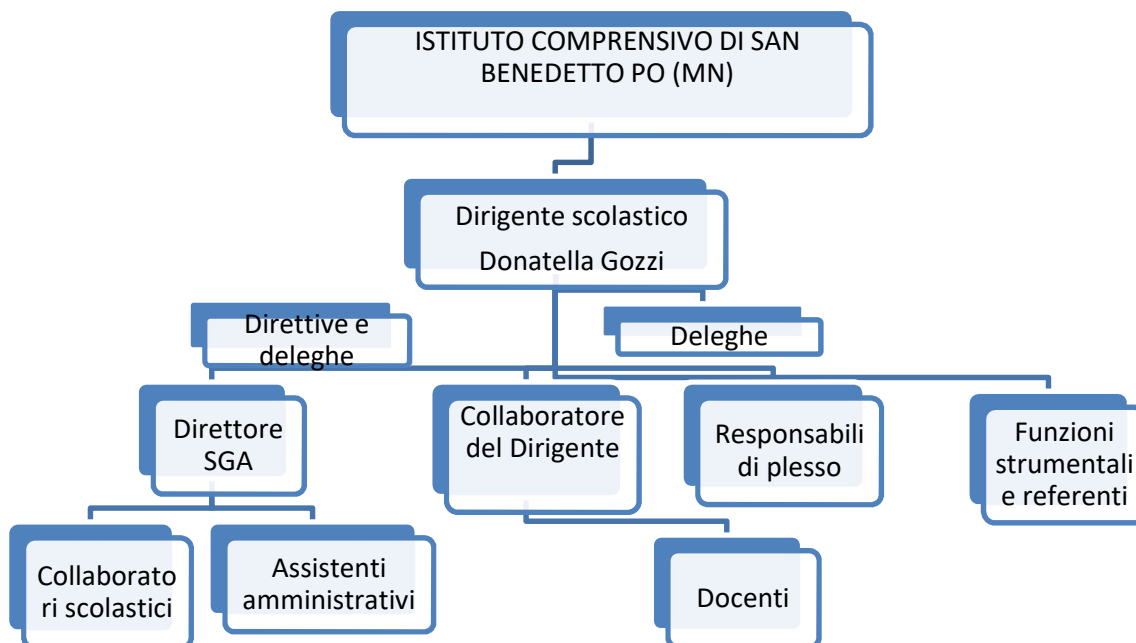 ISTITUTO COMPRENSIVO DI SAN
BENEDETTO PO (MN)
Dirigente scolastico
Donatella Gozzi
Direttive e
deleghe
Deleghe
Direttore
SGA
Collaboratore
del Dirigente
Responsabili
di plesso
Funzioni
strumentali
e referenti
Collaborato
ri scolastici
Assistenti
amministrativi
Docenti